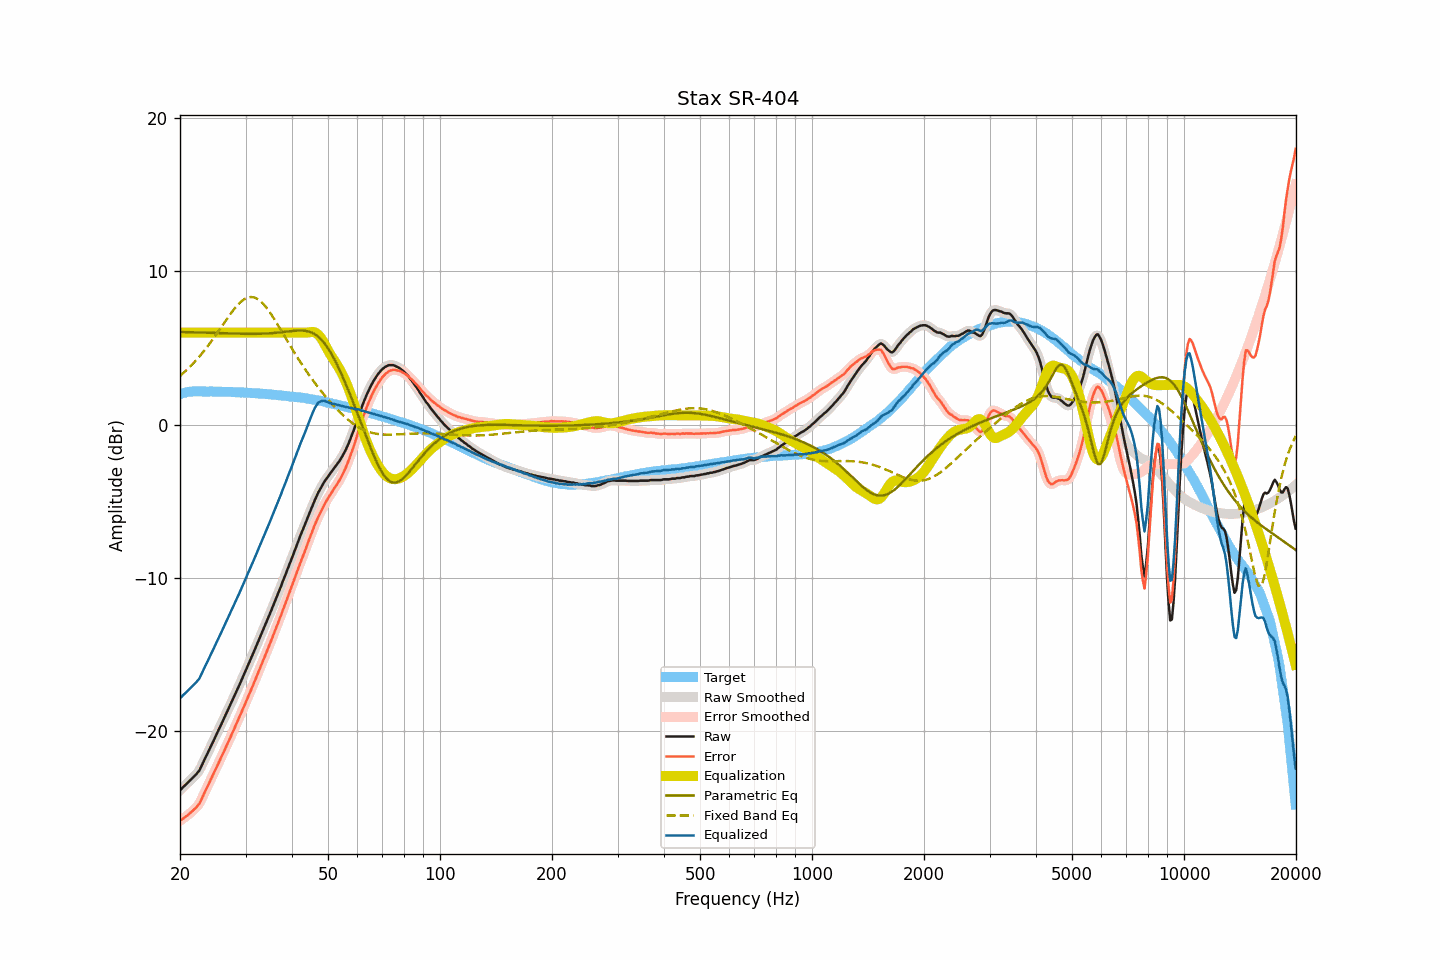 Stax SR-404
20
10
0
−10
−20
Amplitude (dBr)
Target
Raw Smoothed
Error Smoothed
Raw
Error
Equalization
Parametric Eq
Fixed Band Eq
Equalized
20 50 100 200 500 1000 2000 5000 10000 20000
Frequency (Hz)